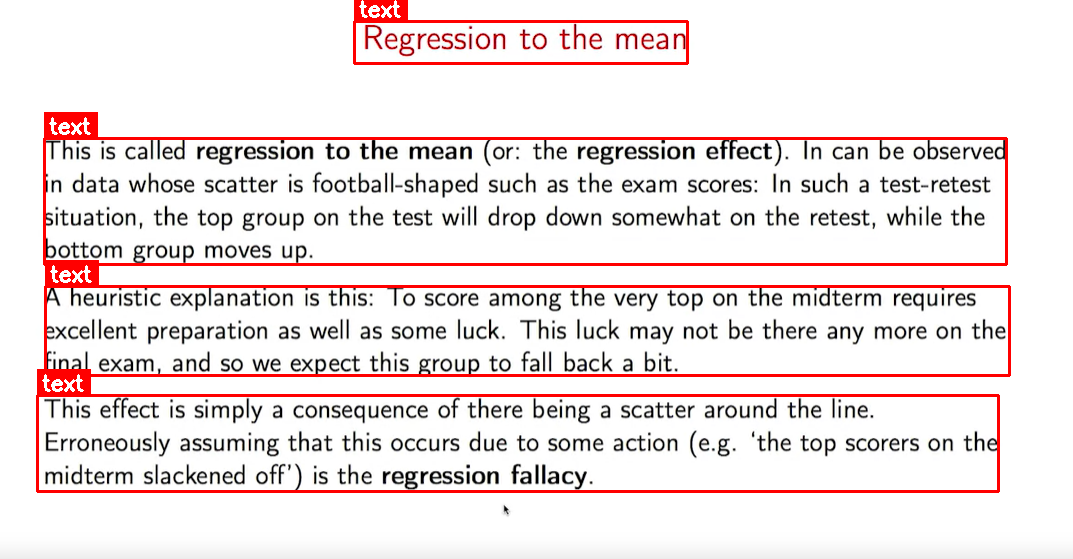 text
Regression to the mean
text
This is called regression to the mean (or: the regression effect). In can be observed
in data whose scatter is football-shaped such as the exam scores: In such a test-retest
situation, the top group on the test will drop down somewhat on the retest, while the
bottom group moves up.
text
A heuristic explanation is this: To score among the very top on the midterm requires
excellent preparation as well as some luck. This luck may not be there any more on the
final exam, and so we expect this group to fall back a bit.
text
This effect is simply a consequence of there being a scatter around the line.
Erroneously assuming that this occurs due to some action (e.g. ‘the top scorers on the
midterm slackened off’) is the regression fallacy.